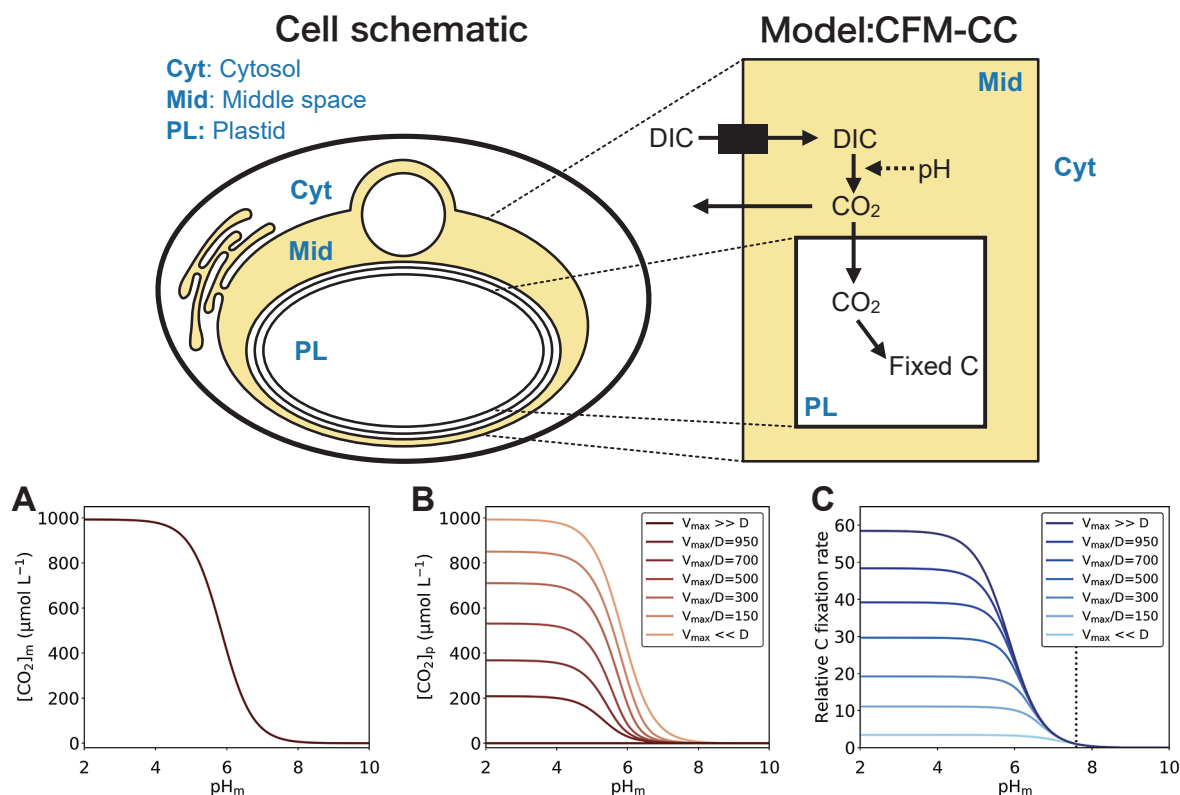 Cell schematic
Model:CFM-CC
Cyt: Cytosol
Mid: Middle space
PL: Plastid
Cyt
Mid
PL
Mid
DIC
DIC
pH
Cyt
CO₂
CO₂
Fixed C
PL
A
1000
800
600
400
200
0
[CO₂]ₘ (μmol L⁻¹)
2 4 6 8 10
pHₘ
B
1000
800
600
400
200
0
[CO₂]ₚ (μmol L⁻¹)
Vₘₐₓ >> D
Vₘₐₓ/D=950
Vₘₐₓ/D=700
Vₘₐₓ/D=500
Vₘₐₓ/D=300
Vₘₐₓ/D=150
Vₘₐₓ << D
2 4 6 8 10
pHₘ
C
60
50
40
30
20
10
0
Relative C fixation rate
Vₘₐₓ >> D
Vₘₐₓ/D=950
Vₘₐₓ/D=700
Vₘₐₓ/D=500
Vₘₐₓ/D=300
Vₘₐₓ/D=150
Vₘₐₓ << D
2 4 6 8 10
pHₘ